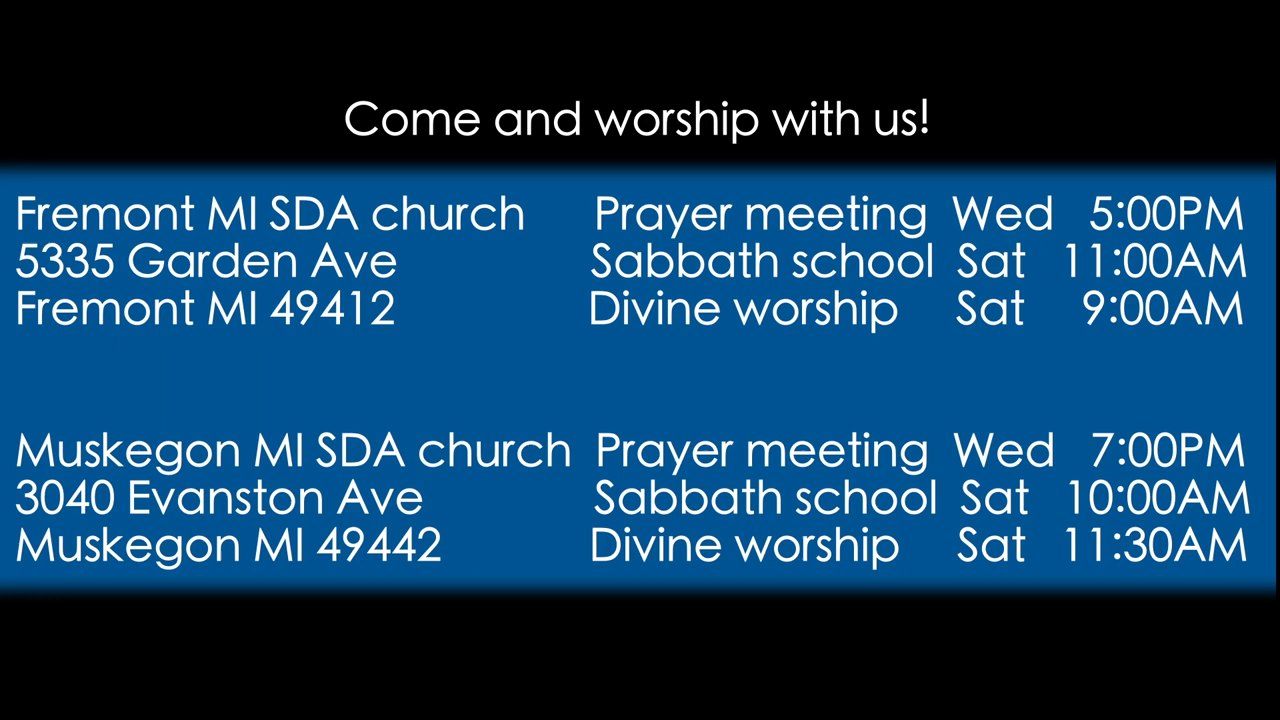 Come and worship with us!
Fremont MI SDA church Prayer meeting Wed 5:00PM
5335 Garden Ave Sabbath school Sat 11:00AM
Fremont MI 49412 Divine worship Sat 9:00AM
Muskegon MI SDA church Prayer meeting Wed 7:00PM
3040 Evanston Ave Sabbath school Sat 10:00AM
Muskegon MI 49442 Divine worship Sat 11:30AM